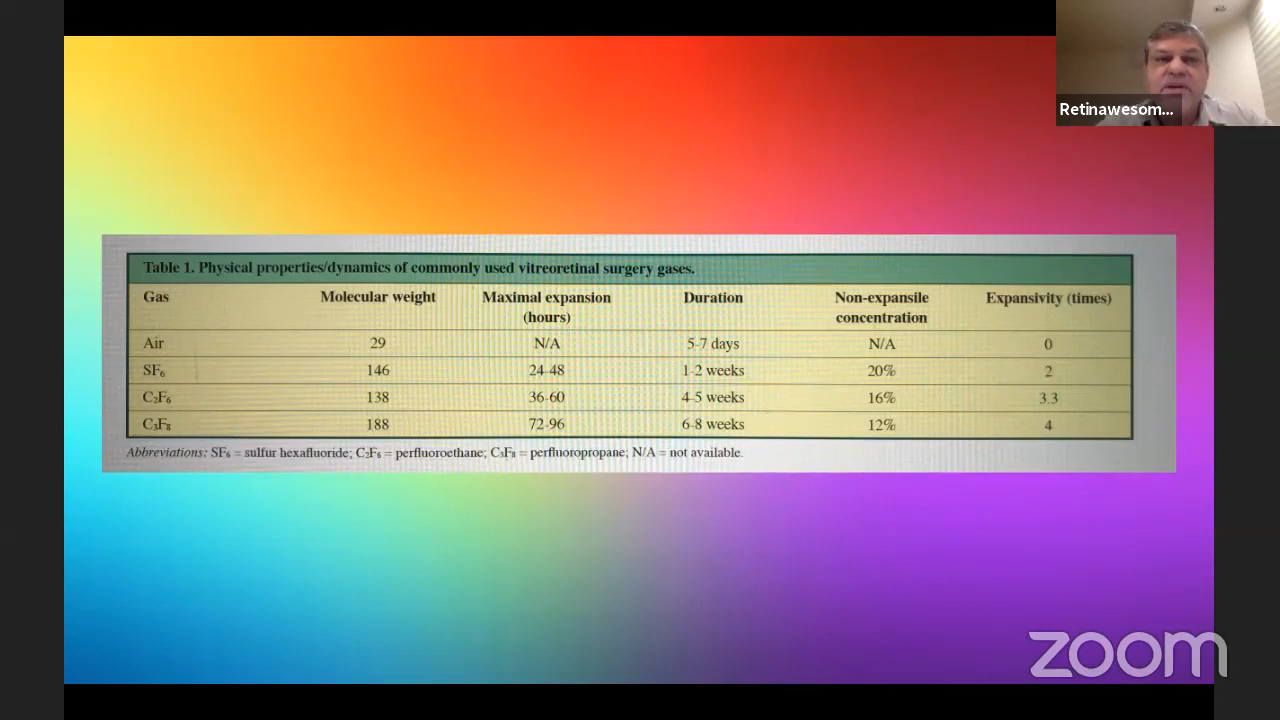 Retinawesom...
Table 1. Physical properties/dynamics of commonly used vitreoretinal surgery gases.
Gas Molecular weight Maximal expansion (hours) Duration Non-expansile concentration Expansivity (times)
Air 29 N/A 5-7 days N/A 0
SF₆ 146 24-48 1-2 weeks 20% 2
C₂F₆ 138 36-60 4-5 weeks 16% 3.3
C₃F₈ 188 72-96 6-8 weeks 12% 4
Abbreviations: SF₆ = sulfur hexafluoride; C₂F₆ = perfluoroethane; C₃F₈ = perfluoropropane; N/A = not available.
zoom